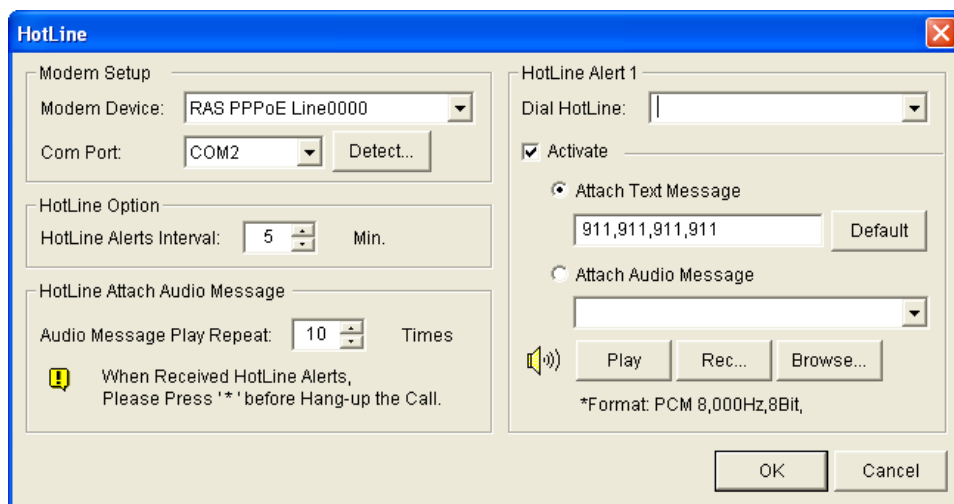 HotLine
Modem Setup
Modem Device: RAS PPPoE Line0000
Com Port: COM2 Detect...
HotLine Option
HotLine Alerts Interval: 5 Min.
HotLine Attach Audio Message
Audio Message Play Repeat: 10 Times
When Received HotLine Alerts,
Please Press '*' before Hang-up the Call.
HotLine Alert 1
Dial HotLine:
Activate
Attach Text Message
911,911,911,911 Default
Attach Audio Message
Play Rec... Browse...
*Format: PCM 8,000Hz,8Bit,
OK Cancel